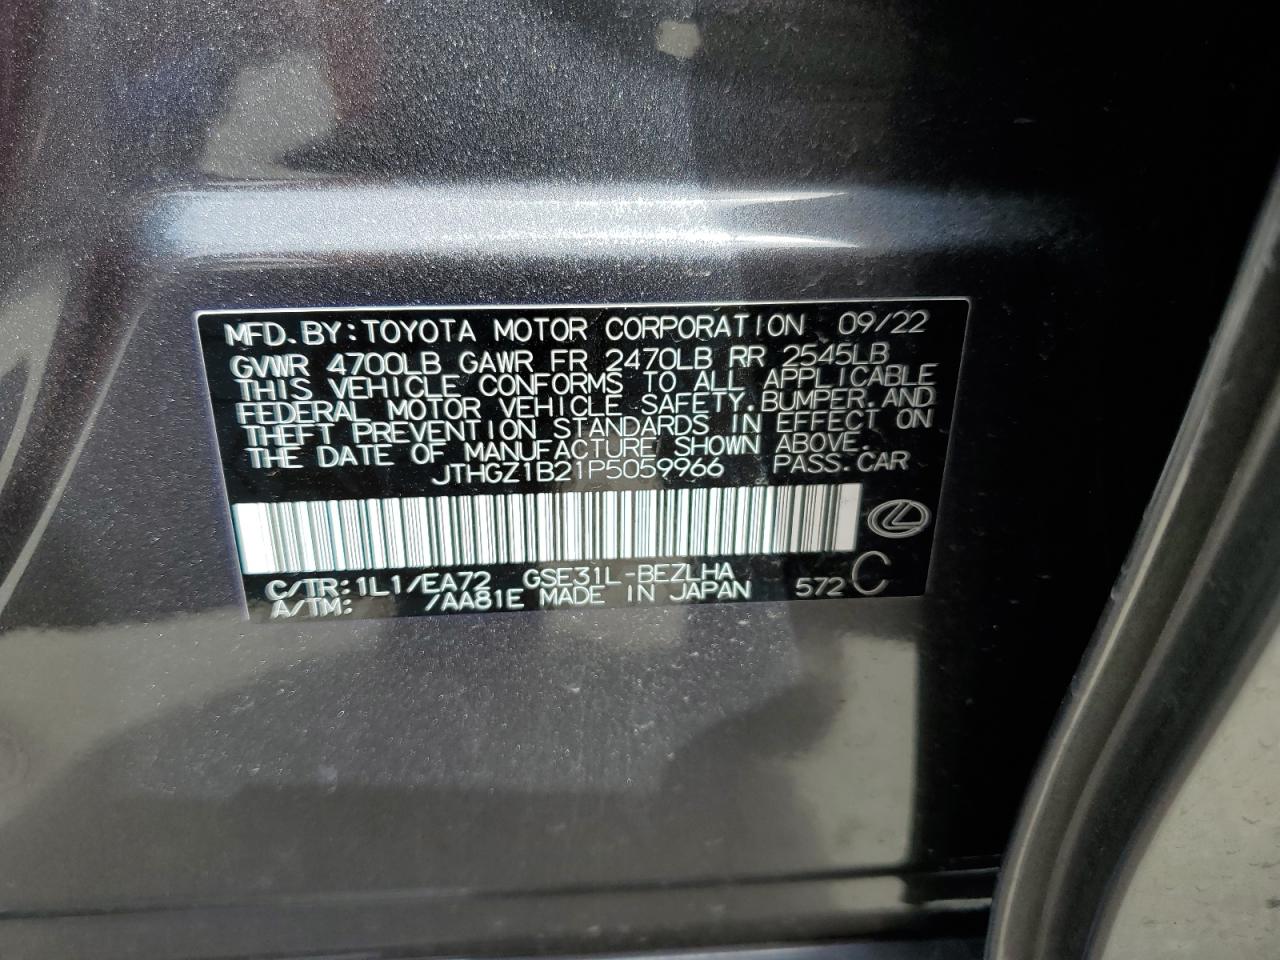 MFD.BY:TOYOTA MOTOR CORPORATION 09/22
GVWR 4700LB GAWR FR 2470LB RR 2545LB
THIS VEHICLE CONFORMS TO ALL APPLICABLE
FEDERAL MOTOR VEHICLE SAFETY,BUMPER,AND
THEFT PREVENTION STANDARDS IN EFFECT ON
THE DATE OF MANUFACTURE SHOWN ABOVE.
JTHGZ1B21P5059966 PASS.CAR
C/TR:1L1/EA72 GSE31L-BEZLHA
A/TM: /AA81E MADE IN JAPAN 572 C